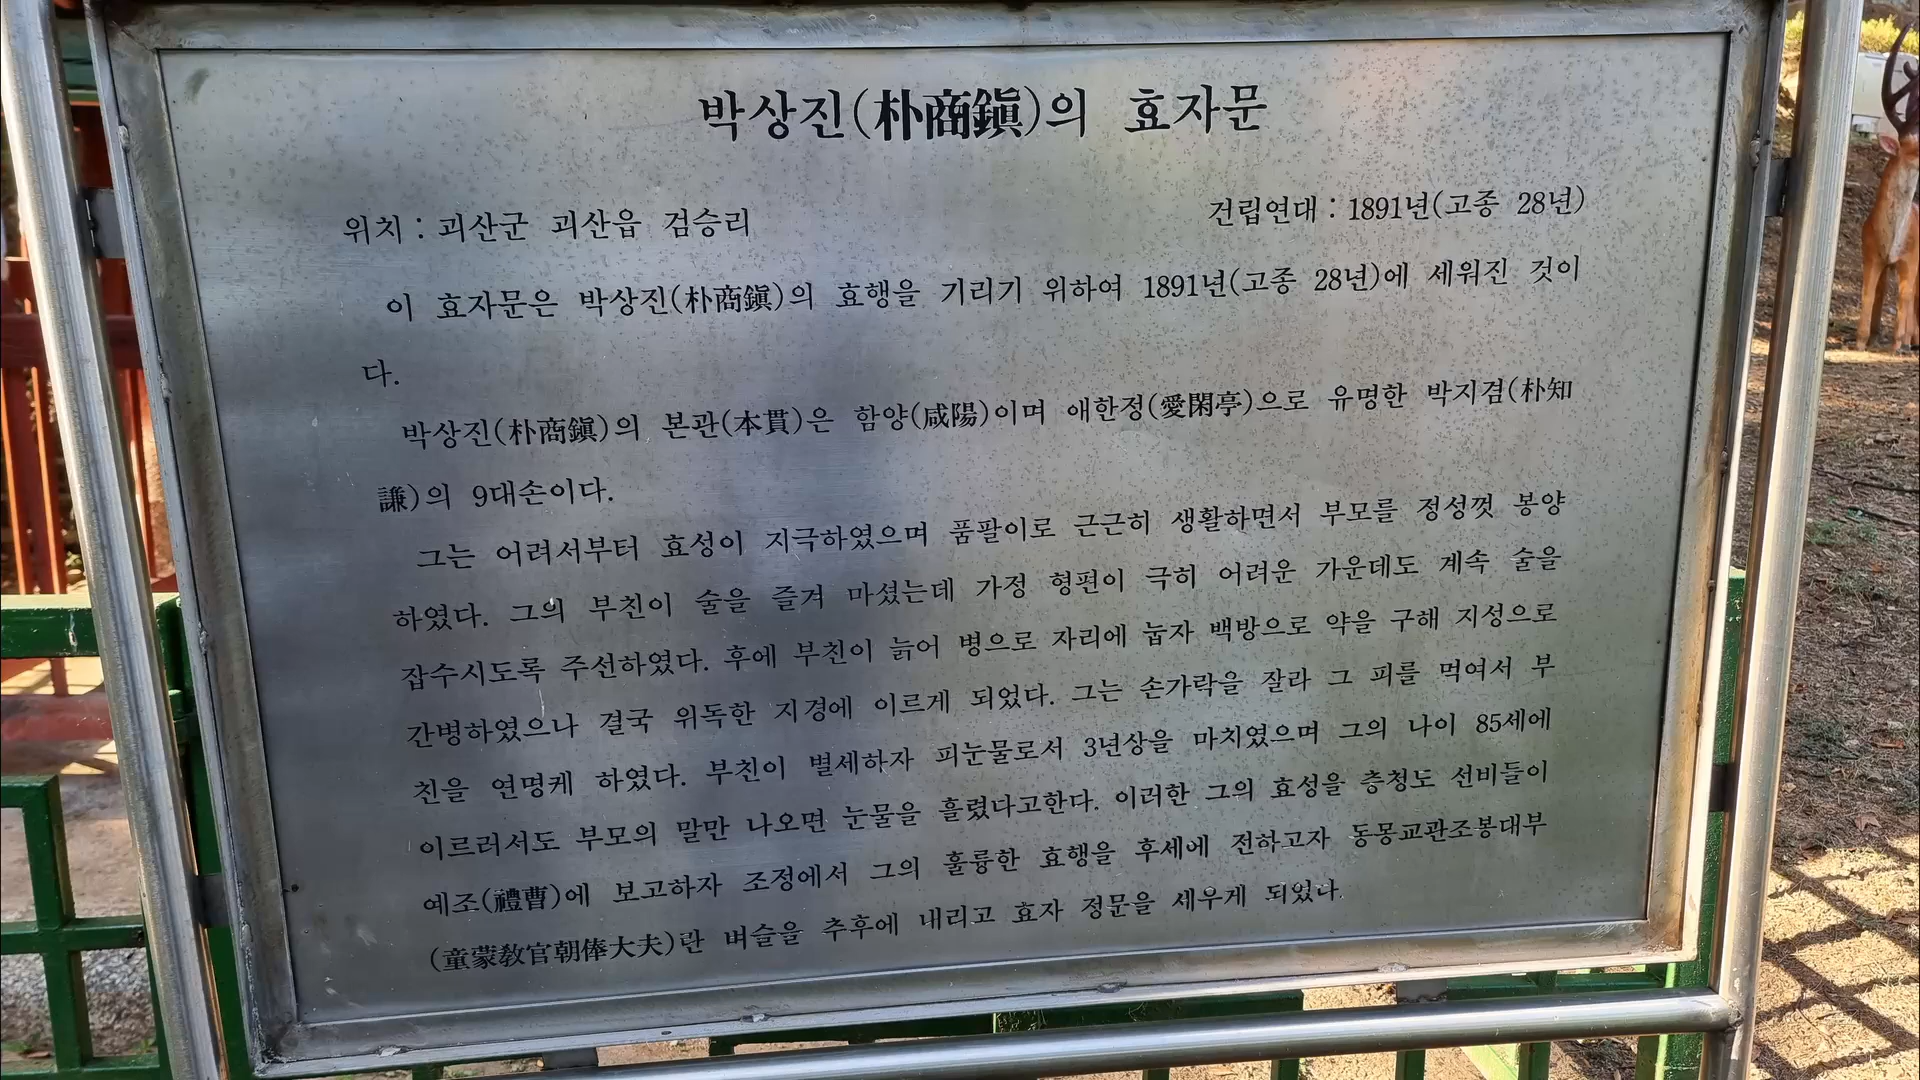 박상진(朴商鎭)의 효자문
위치 : 괴산군 괴산읍 검승리
건립연대 : 1891년(고종 28년)
이 효자문은 박상진(朴商鎭)의 효행을 기리기 위하여 1891년(고종 28년)에 세워진 것이
다.
박상진(朴商鎭)의 본관(本貫)은 함양(咸陽)이며 애한정(愛閑亭)으로 유명한 박지겸(朴知
謙)의 9대손이다.
그는 어려서부터 효성이 지극하였으며 품팔이로 근근히 생활하면서 부모를 정성껏 봉양
하였다. 그의 부친이 술을 즐겨 마셨는데 가정 형편이 극히 어려운 가운데도 계속 술을
잡수시도록 주선하였다. 후에 부친이 늙어 병으로 자리에 눕자 백방으로 약을 구해 지성으로
간병하였으나 결국 위독한 지경에 이르게 되었다. 그는 손가락을 잘라 그 피를 먹여서 부
친을 연명케 하였다. 부친이 별세하자 피눈물로서 3년상을 마치였으며 그의 나이 85세에
이르러서도 부모의 말만 나오면 눈물을 흘렸다고한다. 이러한 그의 효성을 층청도 선비들이
예조(禮曹)에 보고하자 조정에서 그의 훌륭한 효행을 후세에 전하고자 동몽교관조봉대부
(童蒙敎官朝俸大夫)란 벼슬을 추후에 내리고 효자 정문을 세우게 되었다.